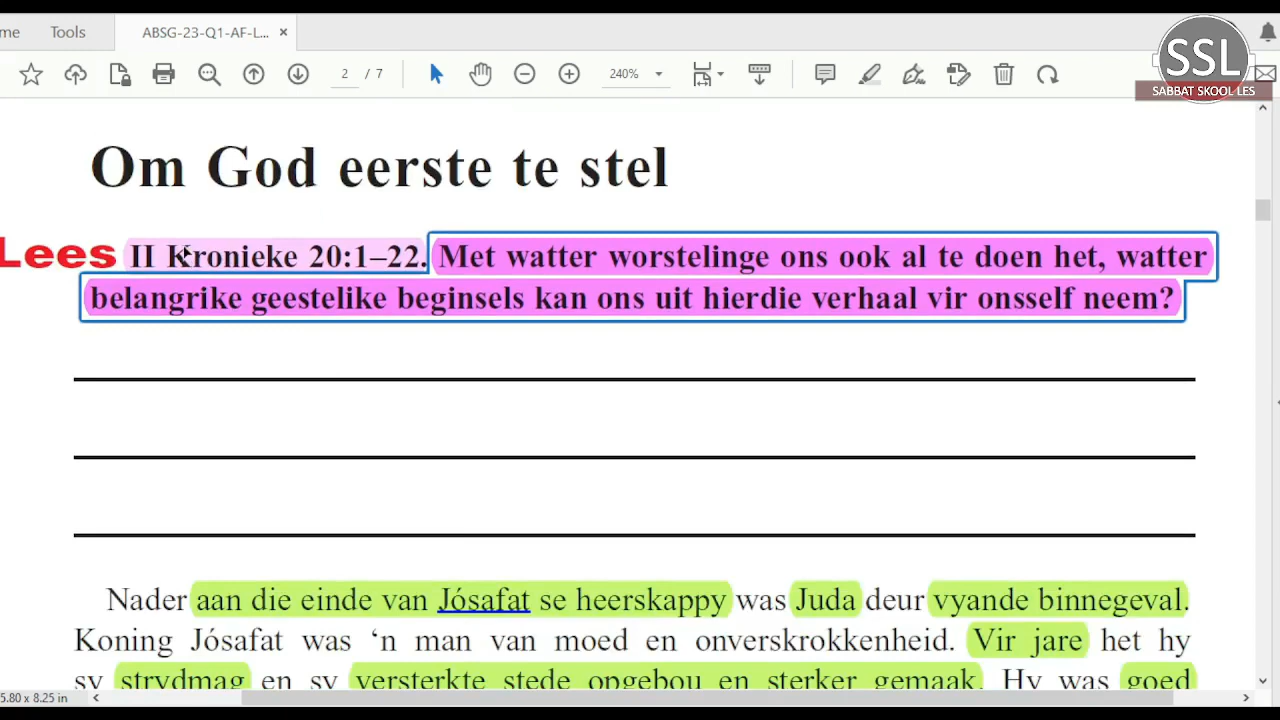 me Tools ABSG-23-Q1-AF-L... ×
SSL
SABBAT SKOOL LES
2 / 7 240%
Om God eerste te stel
Lees II Kronieke 20:1–22. Met watter worstelinge ons ook al te doen het, watter
belangrike geestelike beginsels kan ons uit hierdie verhaal vir onsself neem?
Nader aan die einde van Jósafat se heerskappy was Juda deur vyande binnegeval.
Koning Jósafat was ‘n man van moed en onverskrokkenheid. Vir jare het hy
sy strydmag en sy versterkte stede opgebou en sterker gemaak. Hy was goed
5.80 x 8.25 in